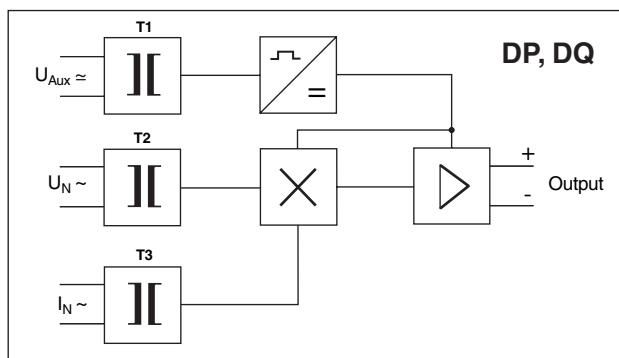 T1
DP, DQ
U_Aux ≃
T2
U_N ~
+
Output
-
T3
I_N ~